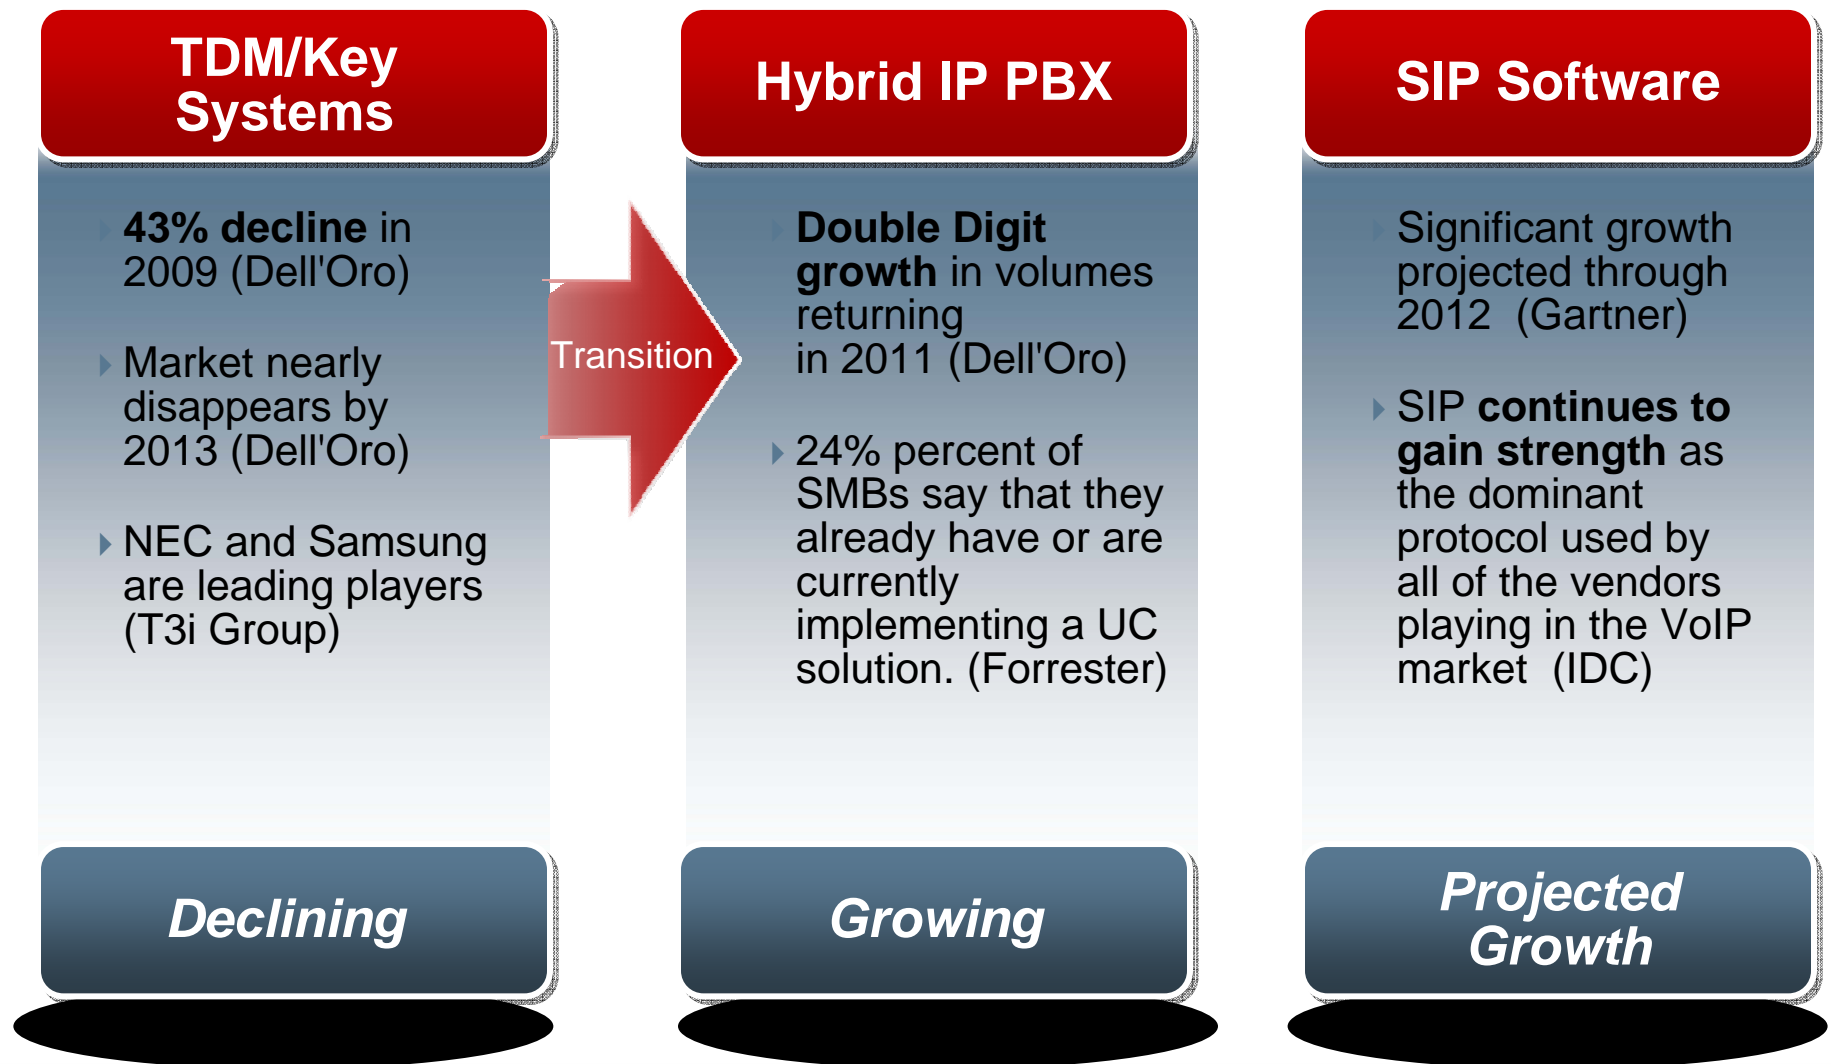 TDM/Key
Systems
43% decline in
2009 (Dell'Oro)
Market nearly
disappears by
2013 (Dell'Oro)
NEC and Samsung
are leading players
(T3i Group)
Declining
Transition
Hybrid IP PBX
Double Digit
growth in volumes
returning
in 2011 (Dell'Oro)
24% percent of
SMBs say that they
already have or are
currently
implementing a UC
solution. (Forrester)
Growing
SIP Software
Significant growth
projected through
2012 (Gartner)
SIP continues to
gain strength as
the dominant
protocol used by
all of the vendors
playing in the VoIP
market (IDC)
Projected
Growth